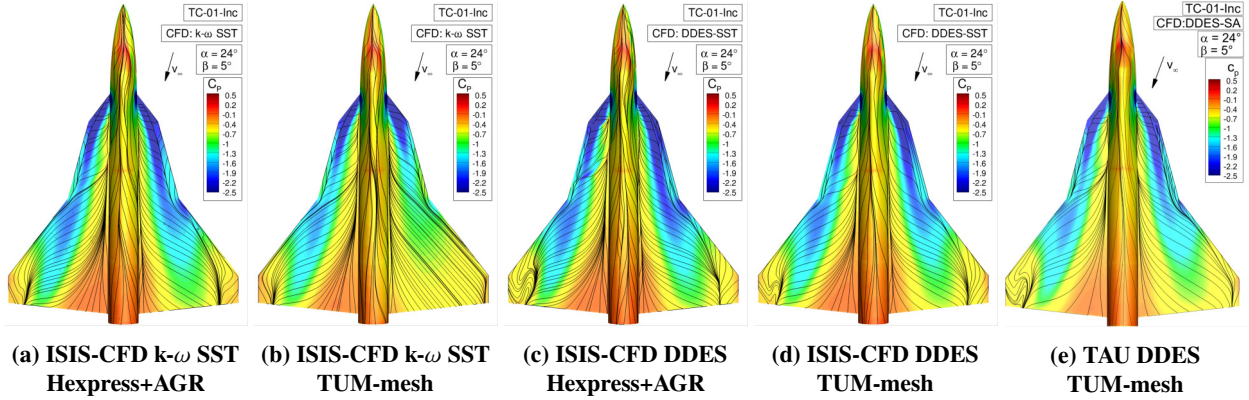 TC-01-Inc
CFD: k-ω SST
α = 24°
β = 5°
V∞
CP
0.5
0.2
-0.1
-0.4
-0.7
-1
-1.3
-1.6
-1.9
-2.2
-2.5
(a) ISIS-CFD k-ω SST
Hexpress+AGR
TC-01-Inc
CFD: k-ω SST
α = 24°
β = 5°
V∞
CP
0.5
0.2
-0.1
-0.4
-0.7
-1
-1.3
-1.6
-1.9
-2.2
-2.5
(b) ISIS-CFD k-ω SST
TUM-mesh
TC-01-Inc
CFD: DDES-SST
α = 24°
β = 5°
V∞
CP
0.5
0.2
-0.1
-0.4
-0.7
-1
-1.3
-1.6
-1.9
-2.2
-2.5
(c) ISIS-CFD DDES
Hexpress+AGR
TC-01-Inc
CFD: DDES-SST
α = 24°
β = 5°
V∞
CP
0.5
0.2
-0.1
-0.4
-0.7
-1
-1.3
-1.6
-1.9
-2.2
-2.5
(d) ISIS-CFD DDES
TUM-mesh
TC-01-Inc
CFD:DDES-SA
α = 24°
β = 5°
V∞
cp
0.5
0.2
-0.1
-0.4
-0.7
-1
-1.3
-1.6
-1.9
-2.2
-2.5
(e) TAU DDES
TUM-mesh